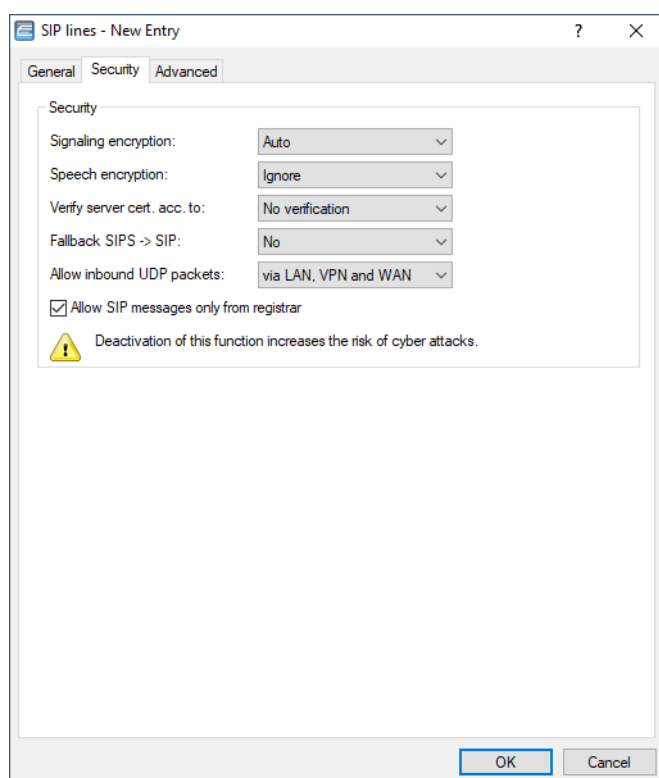 SIP lines - New Entry
General Security Advanced
Security
Signaling encryption: Auto
Speech encryption: Ignore
Verify server cert. acc. to: No verification
Fallback SIPS -> SIP: No
Allow inbound UDP packets: via LAN, VPN and WAN
Allow SIP messages only from registrar
Deactivation of this function increases the risk of cyber attacks.
OK Cancel